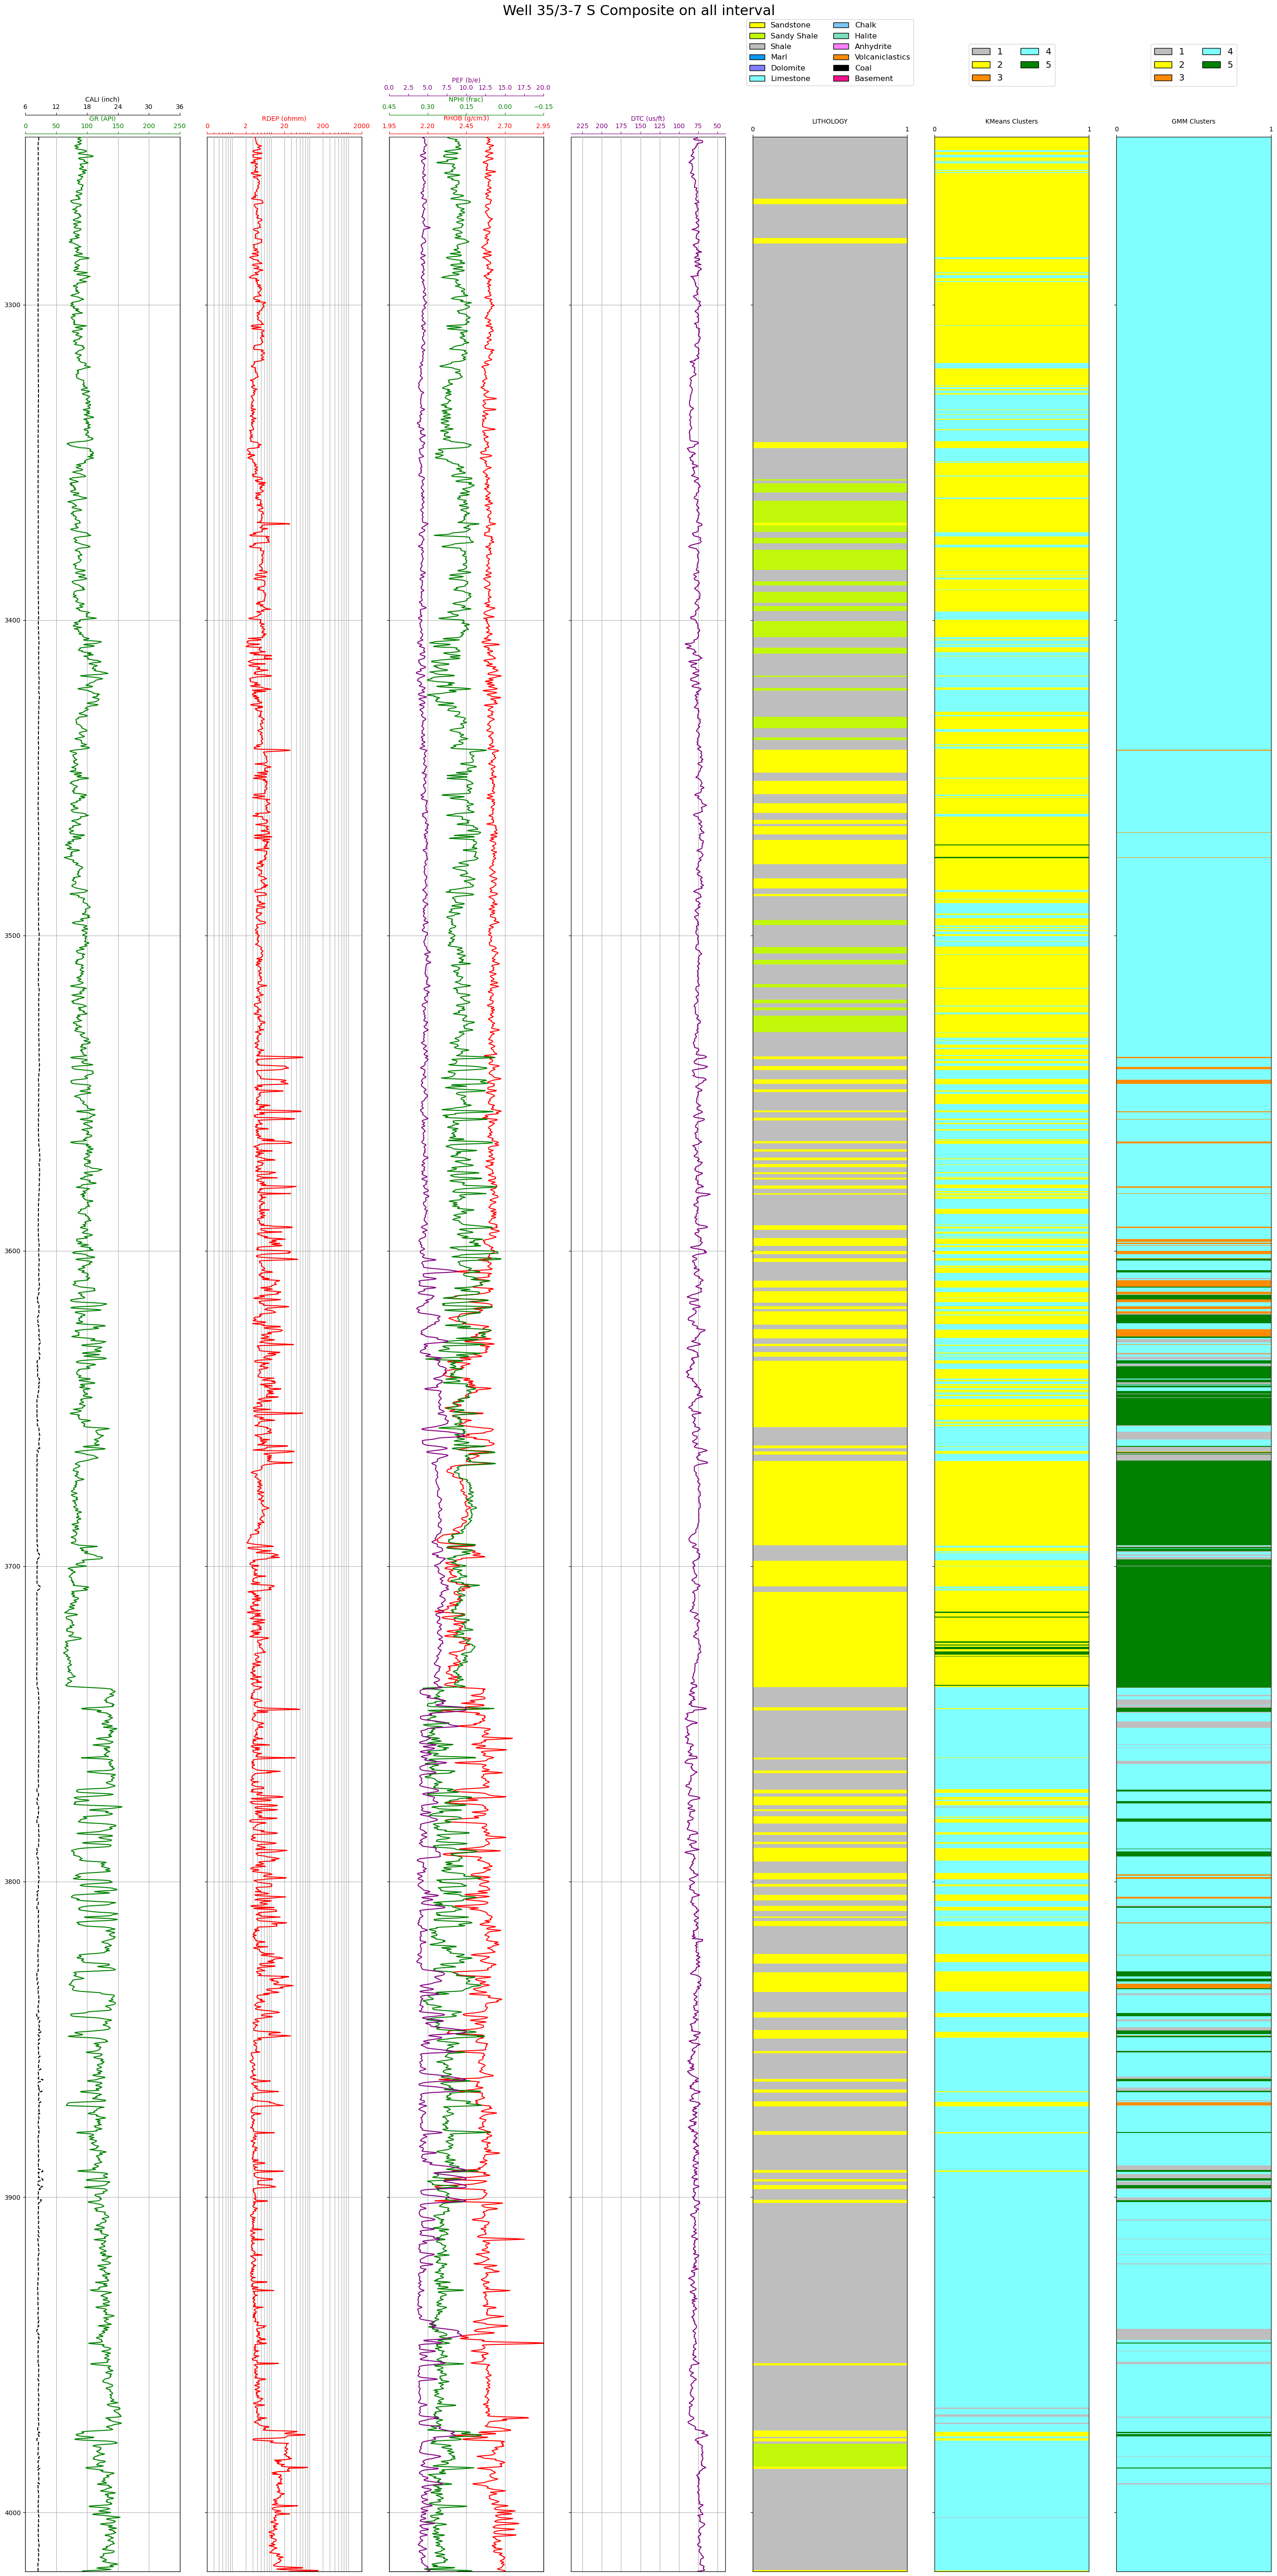 Well 35/3-7 S Composite on all interval
Sandstone Chalk
Sandy Shale Halite
Shale Anhydrite
Marl Volcaniclastics
Dolomite Coal
Limestone Basement
1 4
2 5
3
1 4
2 5
3
PEF (b/e)
0.0 2.5 5.0 7.5 10.0 12.5 15.0 17.5 20.0
CALI (inch)
6 12 18 24 30 36
NPHI (frac)
0.45 0.30 0.15 0.00 −0.15
GR (API)
0 50 100 150 200 250
RDEP (ohmm)
0 2 20 200 2000
RHOB (g/cm3)
1.95 2.20 2.45 2.70 2.95
DTC (us/ft)
225 200 175 150 125 100 75 50
LITHOLOGY
0 1
KMeans Clusters
0 1
GMM Clusters
0 1
3300
3400
3500
3600
3700
3800
3900
4000